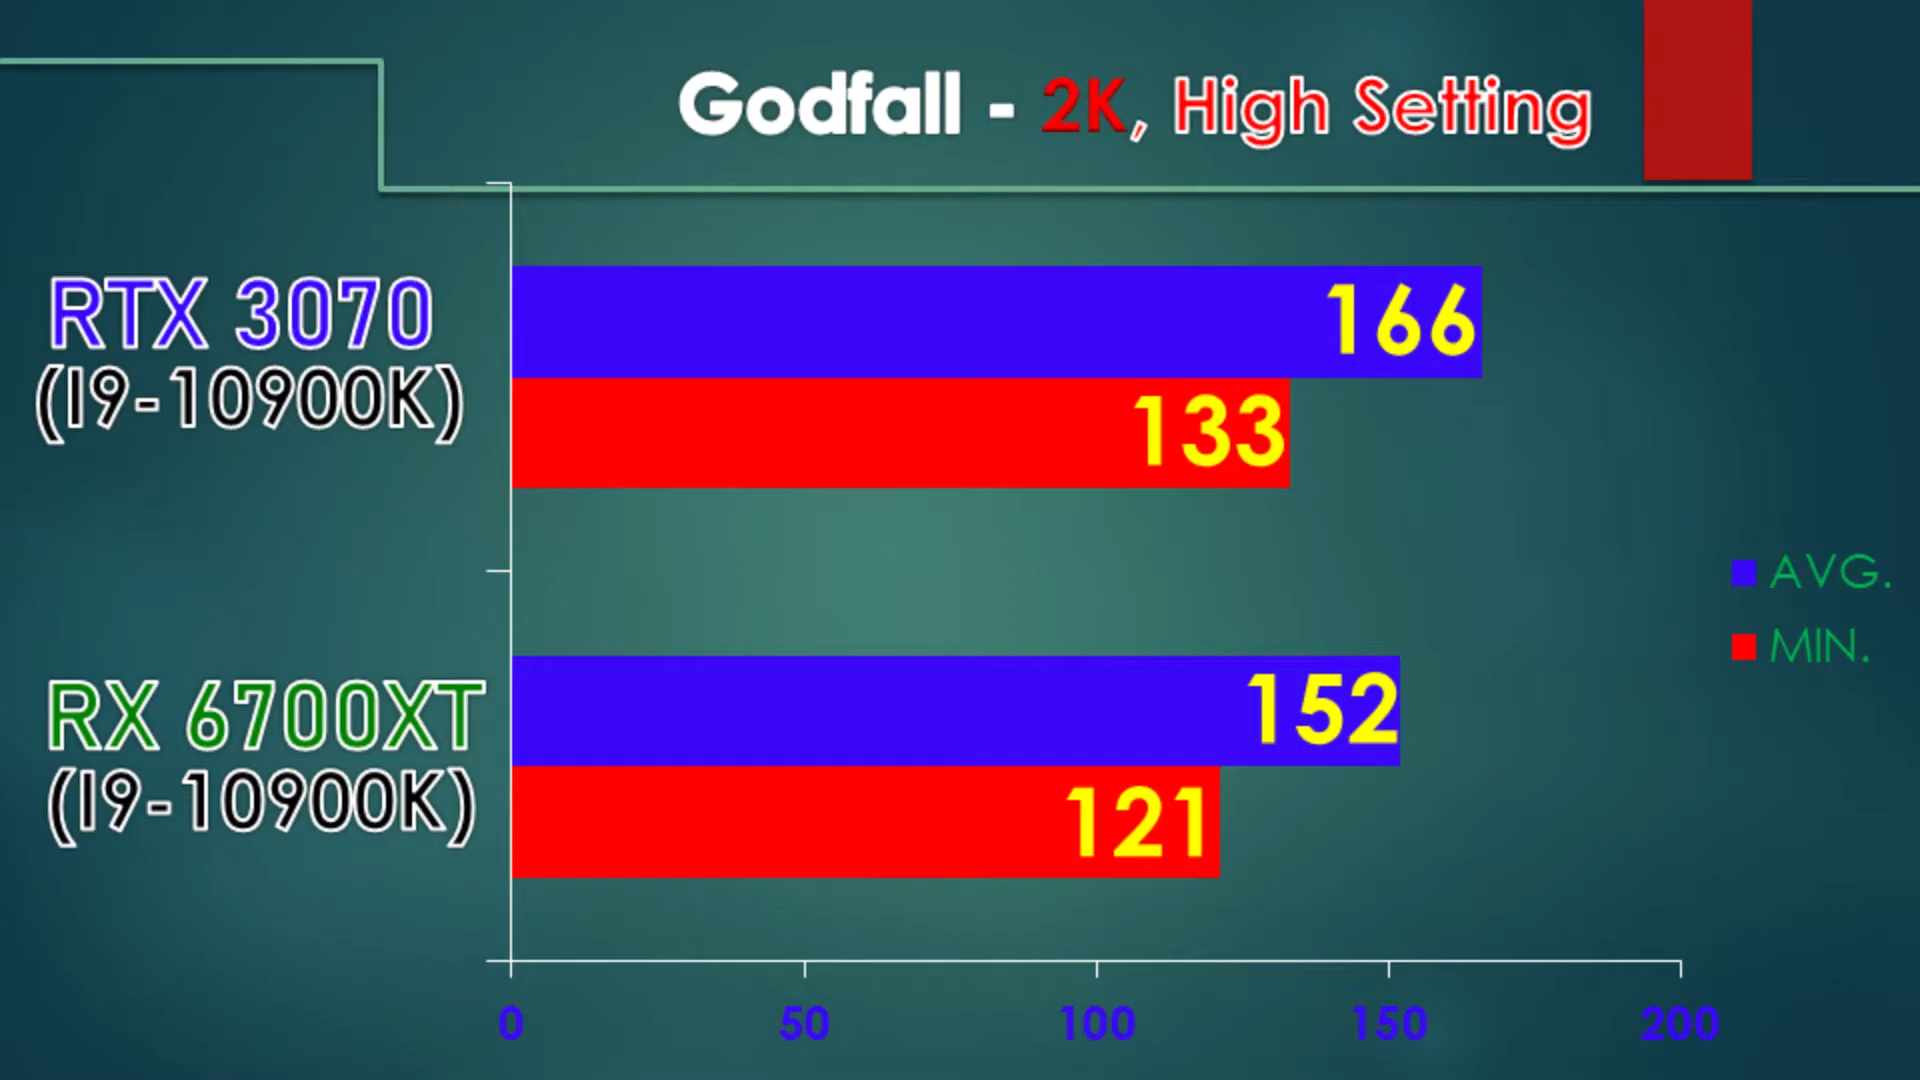 Godfall - 2K, High Setting
RTX 3070
(I9-10900K)
166
133
RX 6700XT
(I9-10900K)
152
121
AVG.
MIN.
0 50 100 150 200